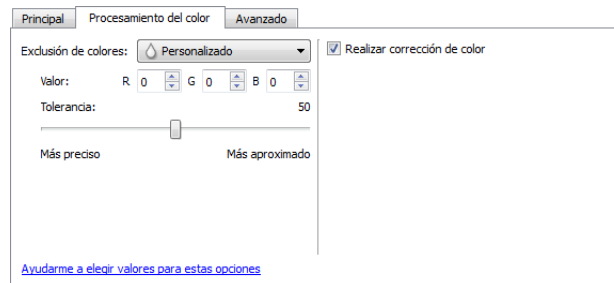 Principal Procesamiento del color Avanzado
Exclusión de colores: Personalizado
Realizar corrección de color
Valor: R 0 G 0 B 0
Tolerancia: 50
Más preciso Más aproximado
Ayudarme a elegir valores para estas opciones